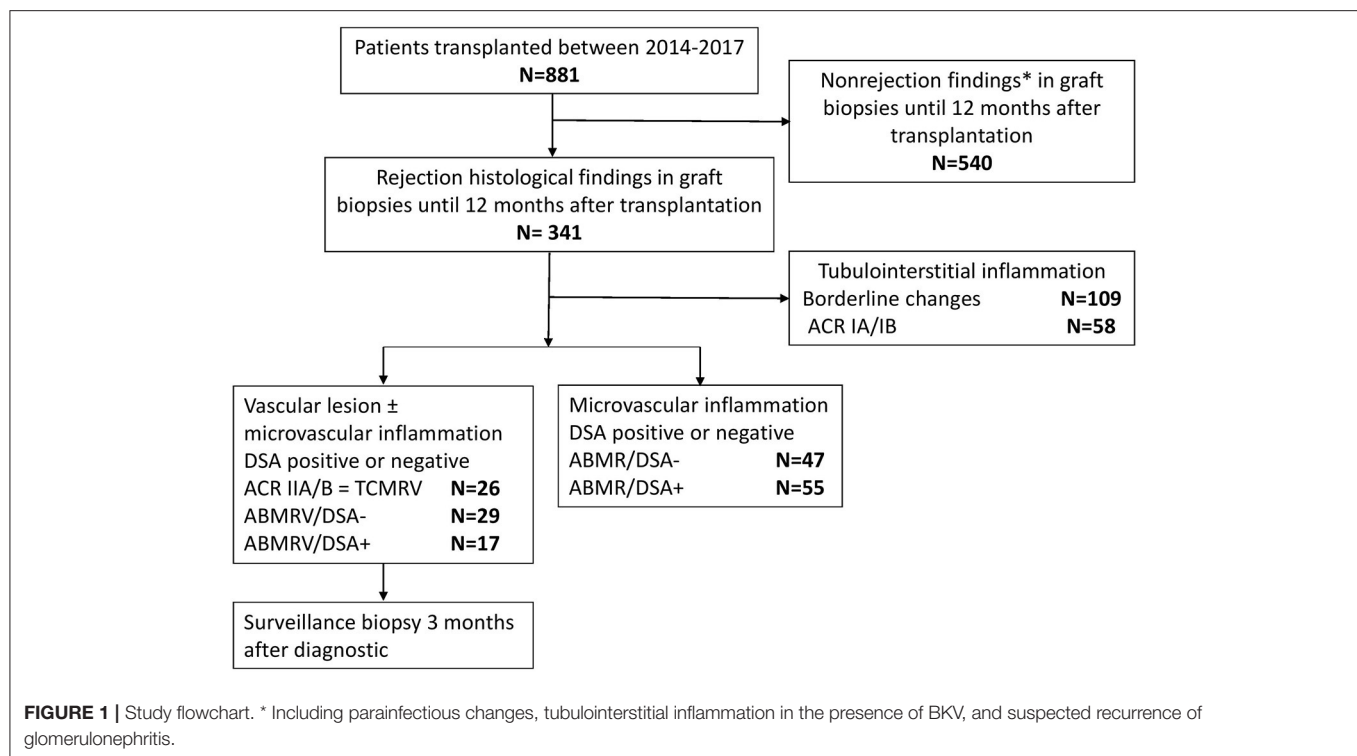 Patients transplanted between 2014-2017
N=881
Nonrejection findings* in graft
biopsies until 12 months after
transplantation
N=540
Rejection histological findings in graft
biopsies until 12 months after transplantation
N= 341
Tubulointerstitial inflammation
Borderline changes N=109
ACR IA/IB N=58
Vascular lesion ±
microvascular inflammation
DSA positive or negative
ACR IIA/B = TCMRV N=26
ABMRV/DSA- N=29
ABMRV/DSA+ N=17
Microvascular inflammation
DSA positive or negative
ABMR/DSA- N=47
ABMR/DSA+ N=55
Surveillance biopsy 3 months
after diagnostic
FIGURE 1 | Study flowchart. * Including parainfectious changes, tubulointerstitial inflammation in the presence of BKV, and suspected recurrence of
glomerulonephritis.